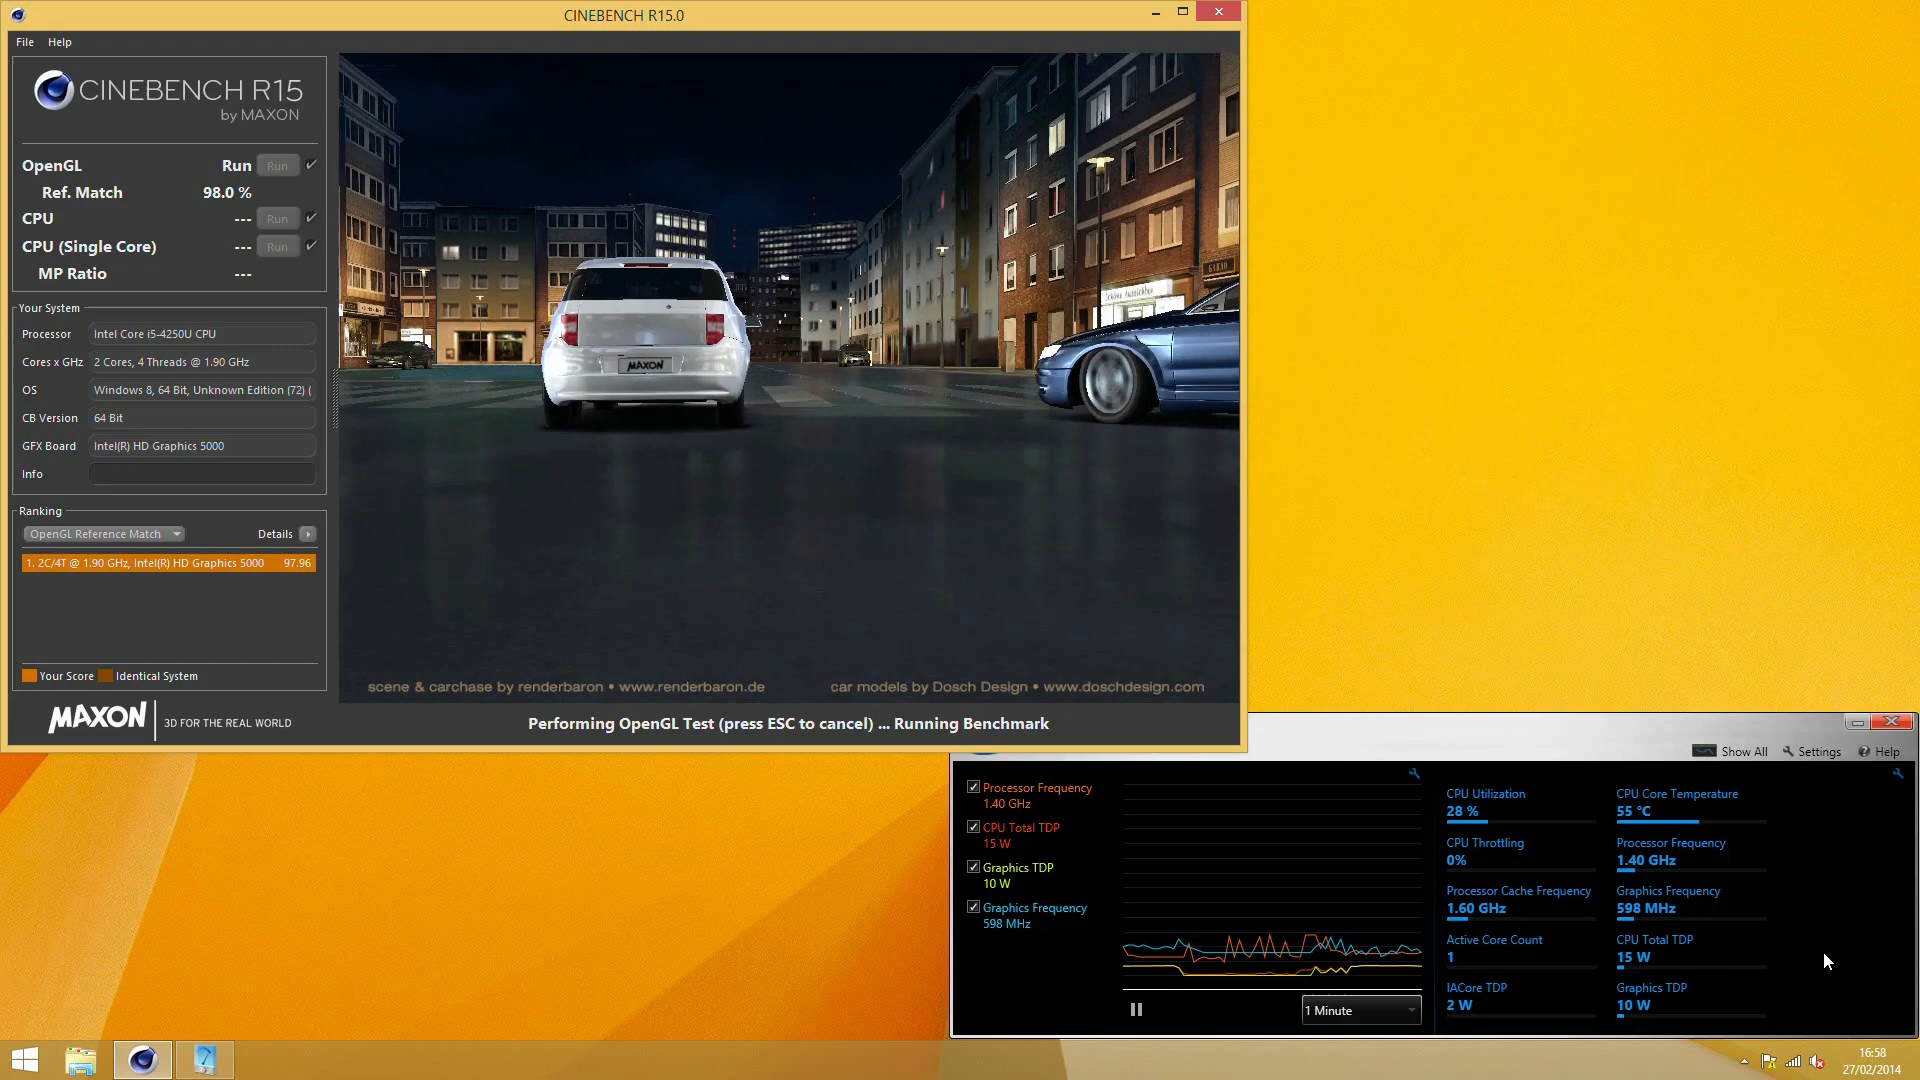 CINEBENCH R15.0
File Help
CINEBENCH R15
by MAXON
OpenGL Run Run
Ref. Match 98.0 %
CPU --- Run
CPU (Single Core) --- Run
MP Ratio ---
Your System
Processor Intel Core i5-4250U CPU
Cores x GHz 2 Cores, 4 Threads @ 1.90 GHz
OS Windows 8, 64 Bit, Unknown Edition (72) (
CB Version 64 Bit
GFX Board Intel(R) HD Graphics 5000
Info
Ranking
OpenGL Reference Match Details
1. 2C/4T @ 1.90 GHz, Intel(R) HD Graphics 5000 97.96
Your Score Identical System
MAXON 3D FOR THE REAL WORLD
MAXON
scene & carchase by renderbaron • www.renderbaron.de car models by Dosch Design • www.doschdesign.com
Performing OpenGL Test (press ESC to cancel) ... Running Benchmark
Show All Settings Help
Processor Frequency
1.40 GHz
CPU Total TDP
15 W
Graphics TDP
10 W
Graphics Frequency
598 MHz
1 Minute
CPU Utilization
28 %
CPU Core Temperature
55 °C
CPU Throttling
0%
Processor Frequency
1.40 GHz
Processor Cache Frequency
1.60 GHz
Graphics Frequency
598 MHz
Active Core Count
1
CPU Total TDP
15 W
IACore TDP
2 W
Graphics TDP
10 W
16:58
27/02/2014